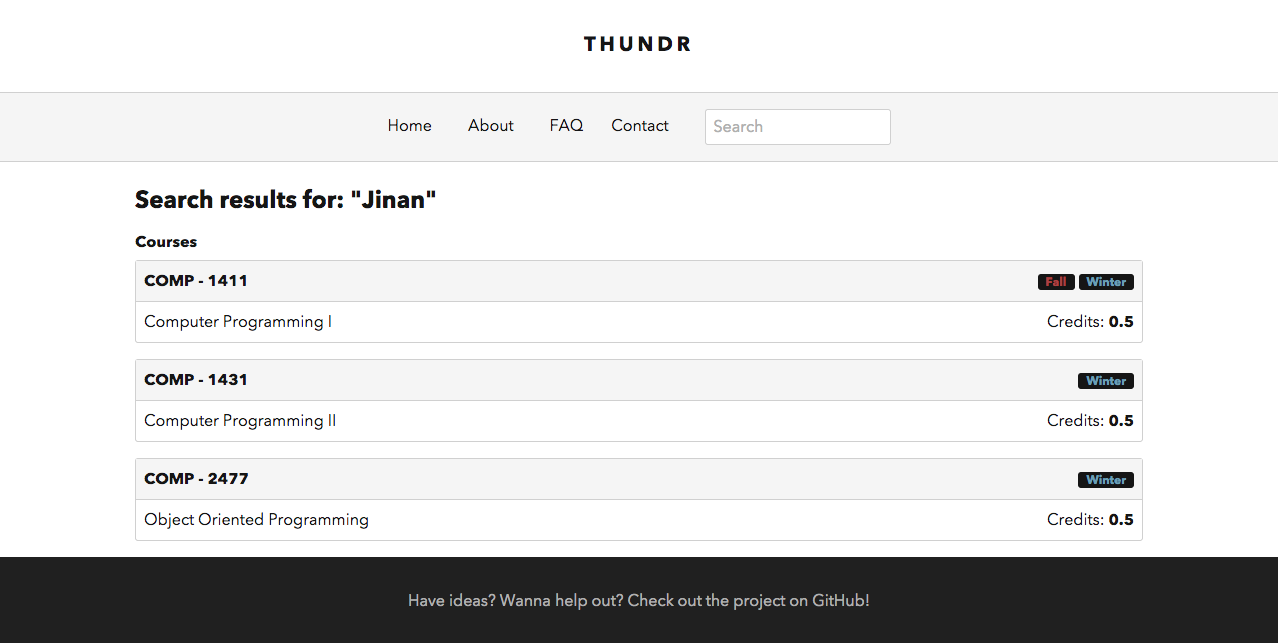 THUNDR
Home About FAQ Contact Search
Search results for: "Jinan"
Courses
COMP - 1411 Fall Winter
Computer Programming I Credits: 0.5
COMP - 1431 Winter
Computer Programming II Credits: 0.5
COMP - 2477 Winter
Object Oriented Programming Credits: 0.5
Have ideas? Wanna help out? Check out the project on GitHub!